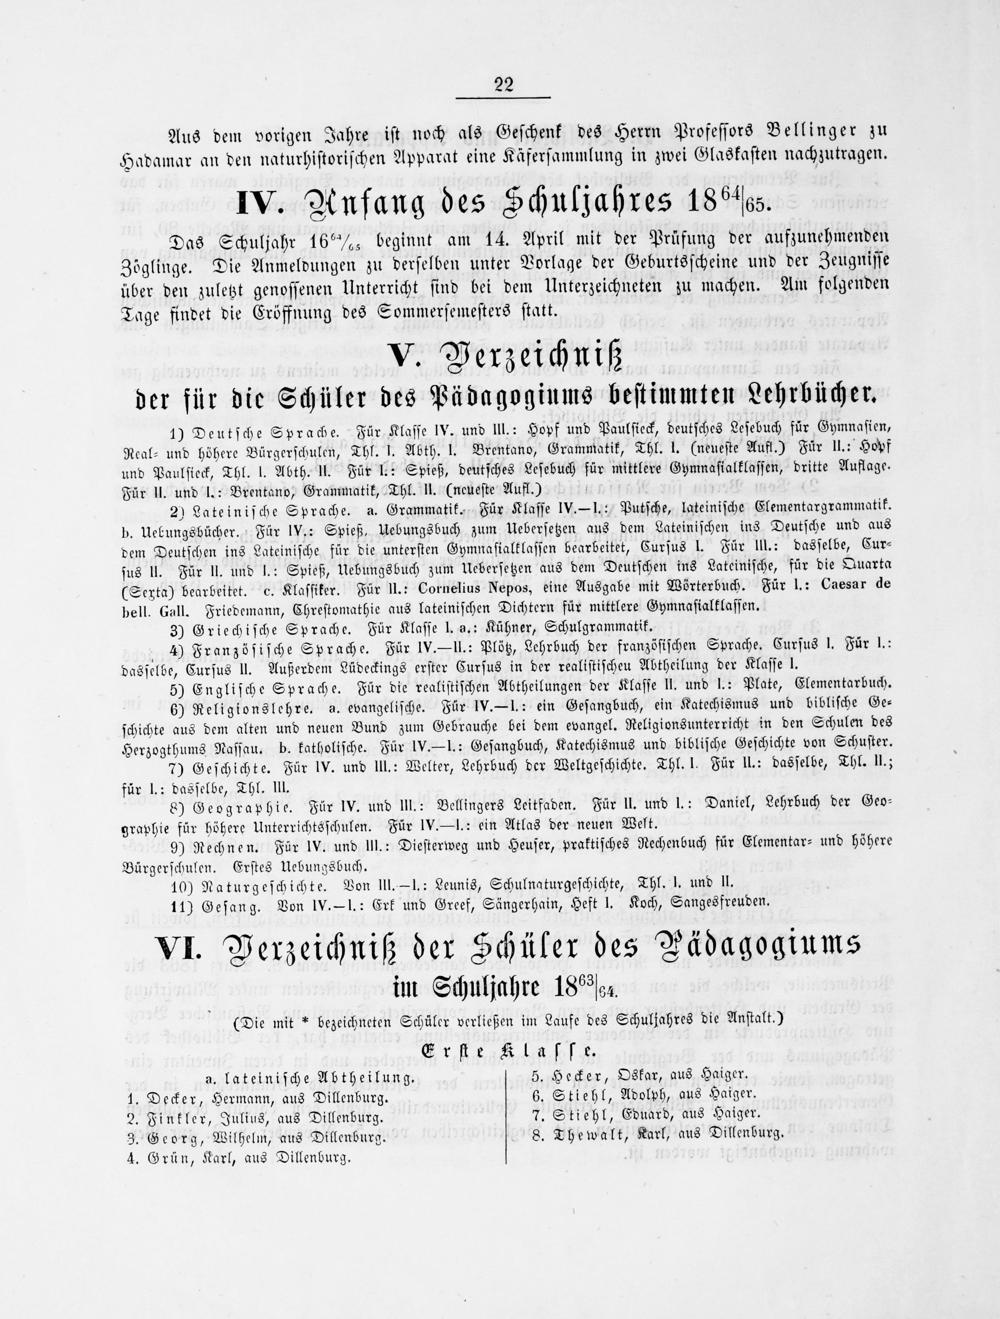 22
Aus dem vorigen Jahre ist noch als Geschenk des Herrn Professors Bellinger zu
Hadamar an den naturhistorischen Apparat eine Käfersammlung in zwei Glaskasten nachzutragen.
IV. Anfang des Schuljahres 18⁶⁴/₆₅.
Das Schuljahr 16⁶⁴/₆₅ beginnt am 14. April mit der Prüfung der aufzunehmenden
Zöglinge. Die Anmeldungen zu derselben unter Vorlage der Geburtsscheine und der Zeugnisse
über den zuletzt genossenen Unterricht sind bei dem Unterzeichneten zu machen. Am folgenden
Tage findet die Eröffnung des Sommersemesters statt.
V. Verzeichniß
der für die Schüler des Pädagogiums bestimmten Lehrbücher.
1) Deutsche Sprache. Für Klasse IV. und III.: Hopf und Paulsieck, deutsches Lesebuch für Gymnasien,
Real- und höhere Bürgerschulen, Thl. I. Abth. I. Brentano, Grammatik, Thl. I. (neueste Aufl.) Für II.: Hopf
und Paulsieck, Thl. I. Abth. II. Für I.: Spieß, deutsches Lesebuch für mittlere Gymnasialklassen, dritte Auflage.
Für II. und I.: Brentano, Grammatik, Thl. II. (neueste Aufl.)
2) Lateinische Sprache. a. Grammatik. Für Klasse IV.—I.: Putsche, lateinische Elementargrammatik.
b. Uebungsbücher. Für IV.: Spieß, Uebungsbuch zum Uebersetzen aus dem Lateinischen ins Deutsche und aus
dem Deutschen ins Lateinische für die untersten Gymnasialklassen bearbeitet, Cursus I. Für III.: dasselbe, Cur-
sus II. Für II. und I.: Spieß, Uebungsbuch zum Uebersetzen aus dem Deutschen ins Lateinische, für die Quarta
(Sexta) bearbeitet. c. Klassiker. Für II.: Cornelius Nepos, eine Ausgabe mit Wörterbuch. Für I.: Caesar de
bell. Gall. Friedemann, Chrestomathie aus lateinischen Dichtern für mittlere Gymnasialklassen.
3) Griechische Sprache. Für Klasse I. a.: Kühner, Schulgrammatik.
4) Französische Sprache. Für IV.—II.: Plötz, Lehrbuch der französischen Sprache. Cursus I. Für I.:
dasselbe, Cursus II. Außerdem Lüdeckings erster Cursus in der realistischeu Abtheilung der Klasse I.
5) Englische Sprache. Für die realistischen Abtheilungen der Klasse II. und I.: Plate, Elementarbuch.
6) Religionslehre. a. evangelische. Für IV.—I.: ein Gesangbuch, ein Katechismus und biblische Ge-
schichte aus dem alten und neuen Bund zum Gebrauche bei dem evangel. Religionsunterricht in den Schulen des
Herzogthums Nassau. b. katholische. Für IV.—I.: Gesangbuch, Katechismus und biblische Geschichte von Schuster.
7) Geschichte. Für IV. und III.: Welter, Lehrbuch der Weltgeschichte. Thl. I. Für II.: dasselbe, Thl. II.;
für I.: dasselbe, Thl. III.
8) Geographie. Für IV. und III.: Bellingers Leitfaden. Für II. und I.: Daniel, Lehrbuch der Geo-
graphie für höhere Unterrichtsschulen. Für IV.—I.: ein Atlas der neuen Welt.
9) Rechnen. Für IV. und III.: Diesterweg und Heuser, praktisches Rechenbuch für Elementar- und höhere
Bürgerschulen. Erstes Uebungsbuch.
10) Naturgeschichte. Von III.—I.: Leunis, Schulnaturgeschichte, Thl. I. und II.
11) Gesang. Von IV.—I.: Erk und Greef, Sängerhain, Heft I. Koch, Sangesfreuden.
VI. Verzeichniß der Schüler des Pädagogiums
im Schuljahre 18⁶³/₆₄.
(Die mit * bezeichneten Schüler verließen im Laufe des Schuljahres die Anstalt.)
Erste Klasse.
a. lateinische Abtheilung.
1. Decker, Hermann, aus Dillenburg.
2. Finkler, Julius, aus Dillenburg.
3. Georg, Wilhelm, aus Dillenburg.
4. Grün, Karl, aus Dillenburg.
5. Hecker, Oskar, aus Haiger.
6. Stiehl, Adolph, aus Haiger.
7. Stiehl, Eduard, aus Haiger.
8. Thewalt, Karl, aus Dillenburg.